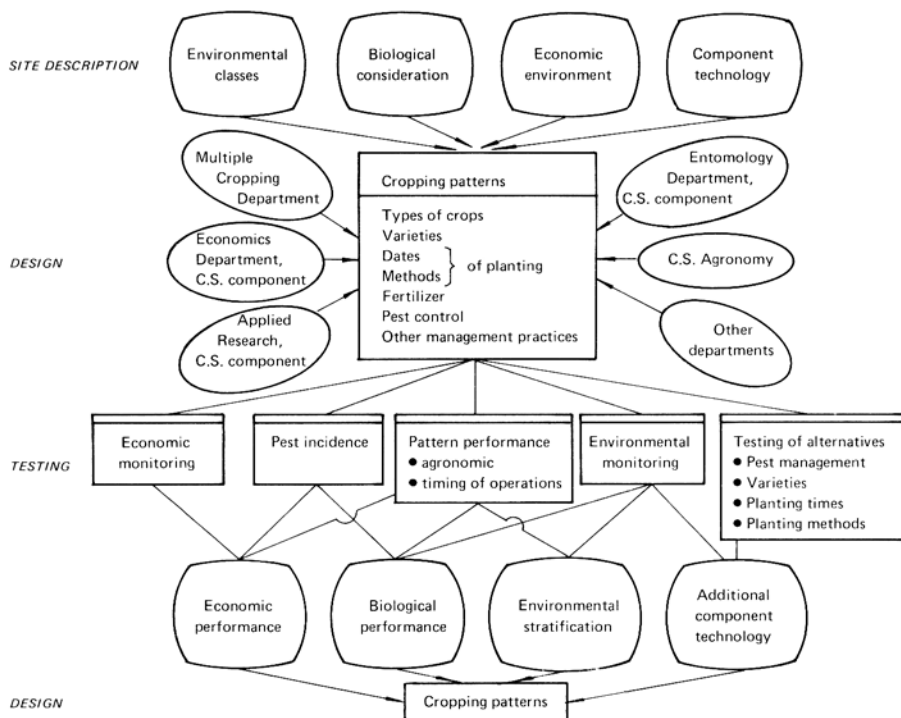 Environmental
classes
Biological
consideration
Economic
environment
Component
technology
SITE DESCRIPTION
Multiple
Cropping
Department
Cropping patterns
Entomology
Department,
C.S. component
Types of crops
Varieties
Dates
Methods
} of planting
Fertilizer
Pest control
Other management practices
DESIGN
Economics
Department,
C.S. component
C.S. Agronomy
Applied
Research,
C.S. component
Other
departments
TESTING
Economic
monitoring
Pest incidence
Pattern performance
● agronomic
● timing of operations
Environmental
monitoring
Testing of alternatives
● Pest management
● Varieties
● Planting times
● Planting methods
Economic
performance
Biological
performance
Environmental
stratification
Additional
component
technology
DESIGN
Cropping patterns